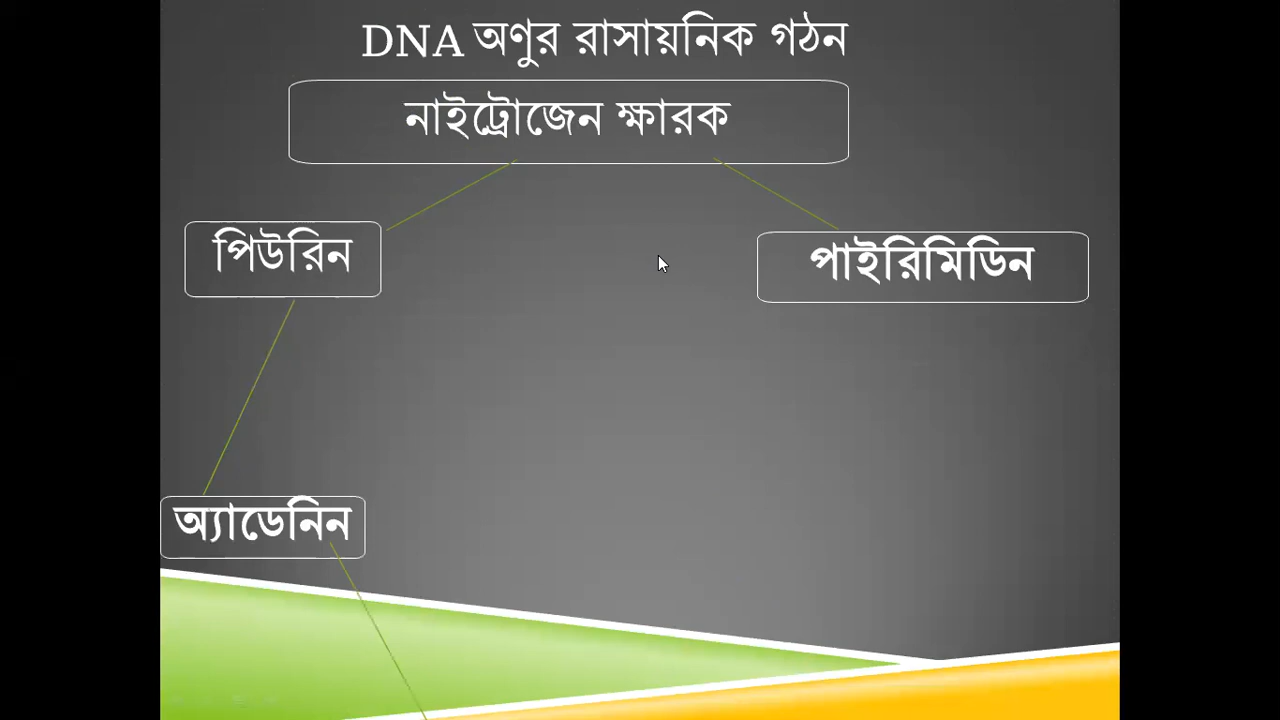 DNA অণুর রাসায়নিক গঠন
নাইট্রোজেন ক্ষারক
পিউরিন
পাইরিমিডিন
অ্যাডেনিন